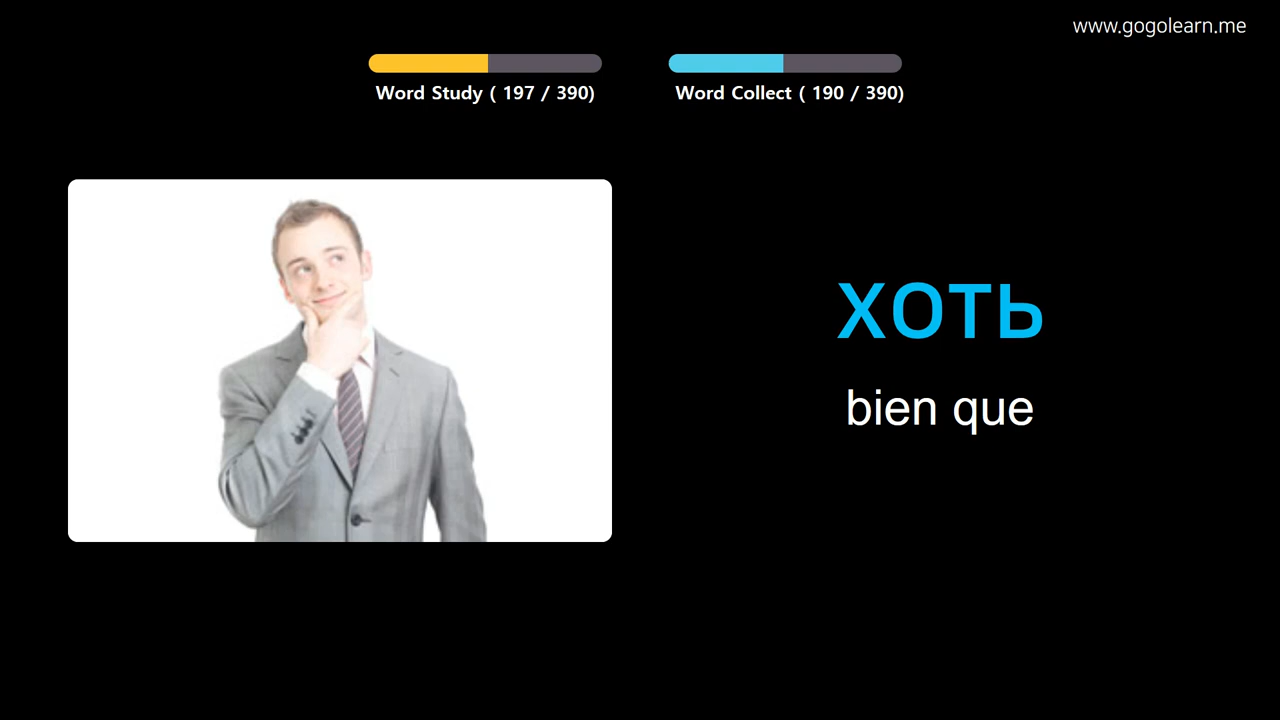 www.gogolearn.me
Word Study ( 197 / 390)
Word Collect ( 190 / 390)
хоть
bien que